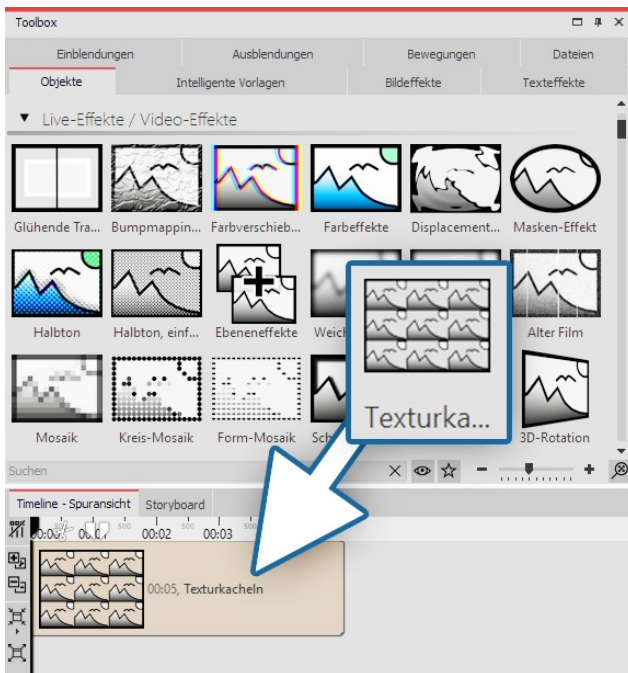 Toolbox
Einblendungen Ausblendungen Bewegungen Dateien
Objekte Intelligente Vorlagen Bildeffekte Texteffekte
Live-Effekte / Video-Effekte
Glühende Tra... Bumpmappin... Farbverschieb... Farbeffekte Displacement... Masken-Effekt
Halbton Halbton, einf... Ebeneneffekte Alter Film
Texturka...
Mosaik Kreis-Mosaik Form-Mosaik 3D-Rotation
Suchen
Timeline - Spuransicht Storyboard
00:02 00:03
00:05, Texturkacheln